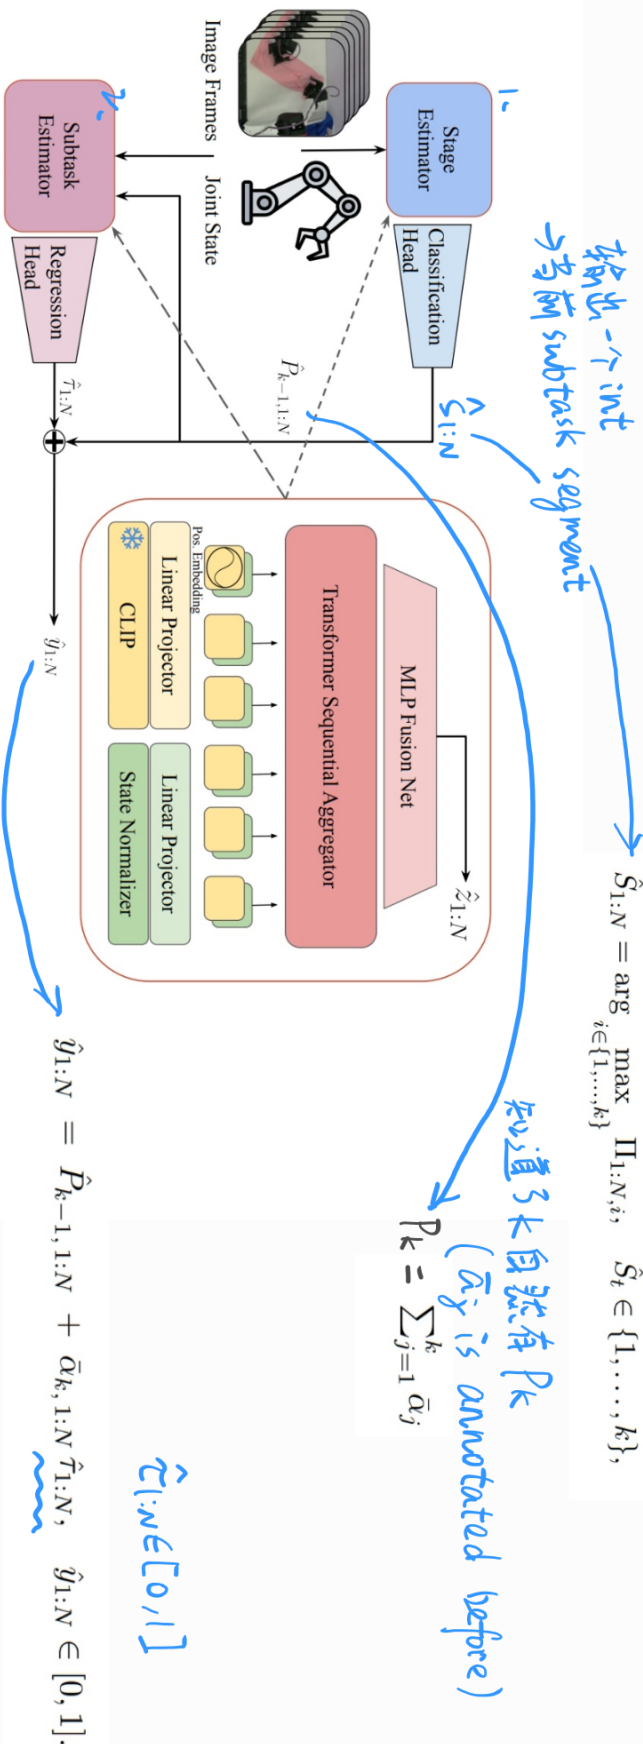 输出一个int
→当前subtask segment
1.
Stage
Estimator
Classification
Head
Ŝ1:N
Image Frames
Joint State
P̂k−1,1:N
2.
Subtask
Estimator
Regression
Head
τ̂1:N
+
ŷ1:N
MLP Fusion Net
ẑ1:N
Transformer Sequential Aggregator
Pos. Embedding
Linear Projector
CLIP
Linear Projector
State Normalizer
Ŝ1:N = arg max i∈{1,...,k} Π1:N,i, Ŝt ∈ {1, . . . , k},
知道了k自然有Pk
(ᾱj is annotated before)
Pk = ∑ᵏj=1 ᾱj
τ̂1:N∈[0,1]
ŷ1:N = P̂k−1, 1:N + ᾱk, 1:N τ̂1:N, ŷ1:N ∈ [0, 1].